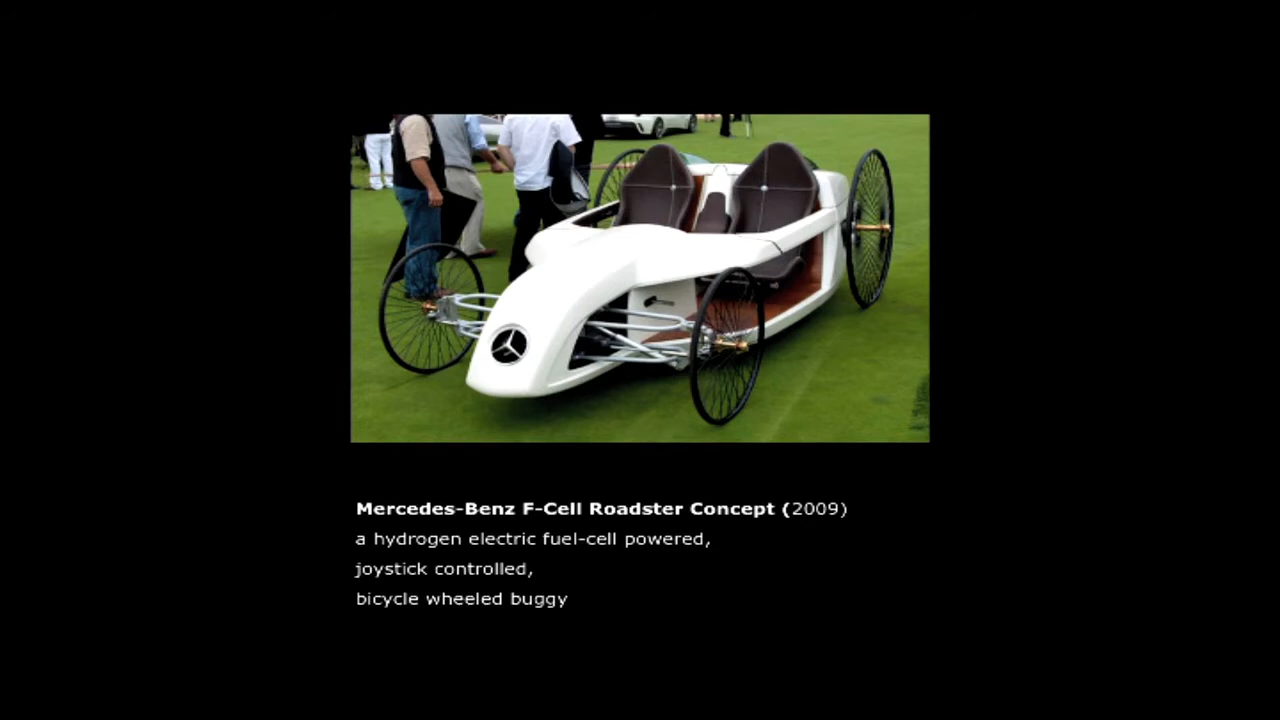 Mercedes-Benz F-Cell Roadster Concept (2009)
a hydrogen electric fuel-cell powered,
joystick controlled,
bicycle wheeled buggy